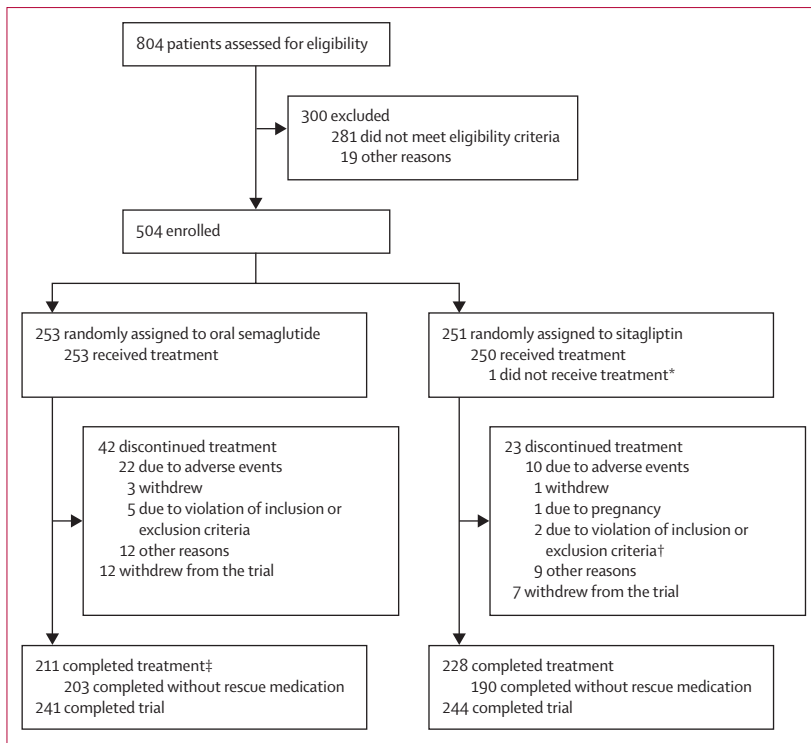 804 patients assessed for eligibility
300 excluded
281 did not meet eligibility criteria
19 other reasons
504 enrolled
253 randomly assigned to oral semaglutide
253 received treatment
251 randomly assigned to sitagliptin
250 received treatment
1 did not receive treatment*
42 discontinued treatment
22 due to adverse events
3 withdrew
5 due to violation of inclusion or
exclusion criteria
12 other reasons
12 withdrew from the trial
23 discontinued treatment
10 due to adverse events
1 withdrew
1 due to pregnancy
2 due to violation of inclusion or
exclusion criteria†
9 other reasons
7 withdrew from the trial
211 completed treatment‡
203 completed without rescue medication
241 completed trial
228 completed treatment
190 completed without rescue medication
244 completed trial